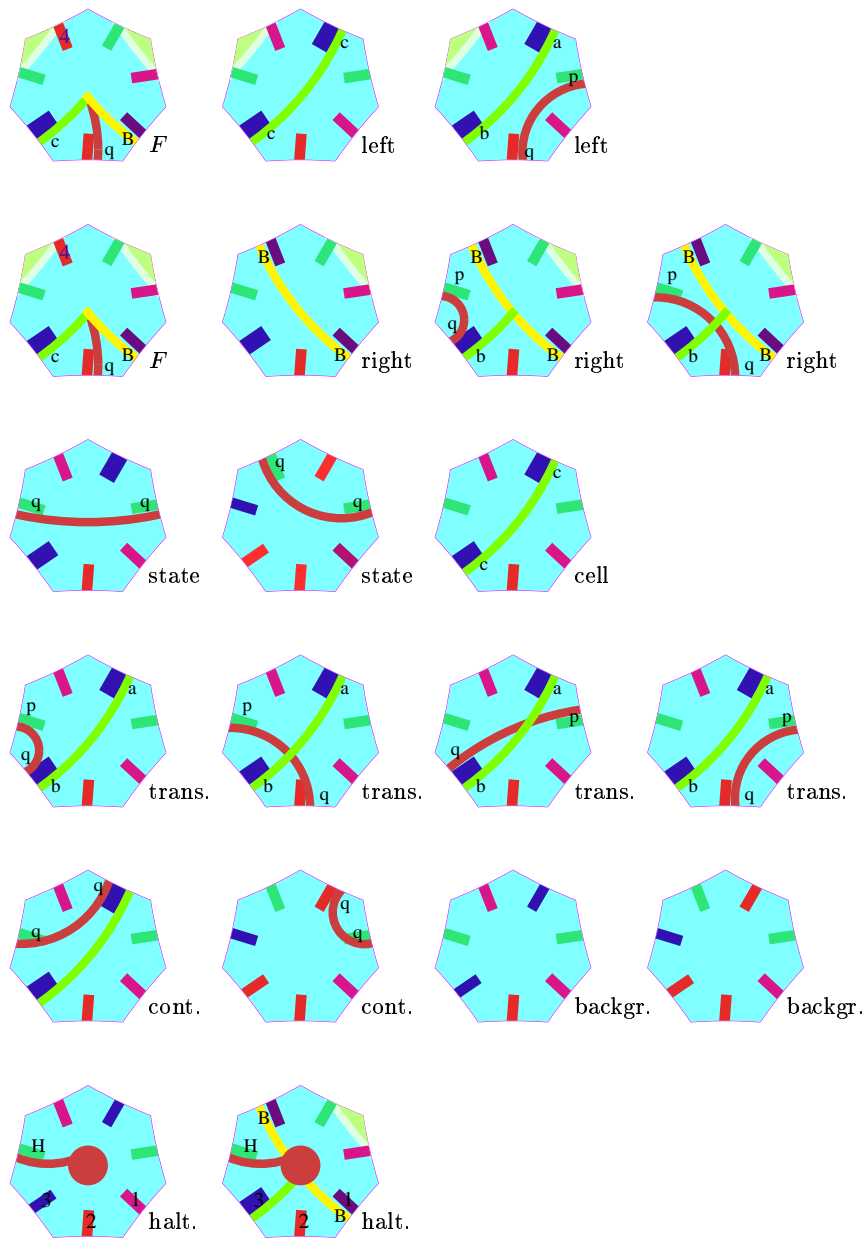 4 c q B F c c left a p b q left
4 c q B F B B right B p q b B right B p b q B right
q q state q q state c c cell
p q a b trans. p a b q trans. a q p b trans. a p b q trans.
q q cont. q q cont. backgr. backgr.
H 3 2 1 halt. B H 3 2 1 B halt.